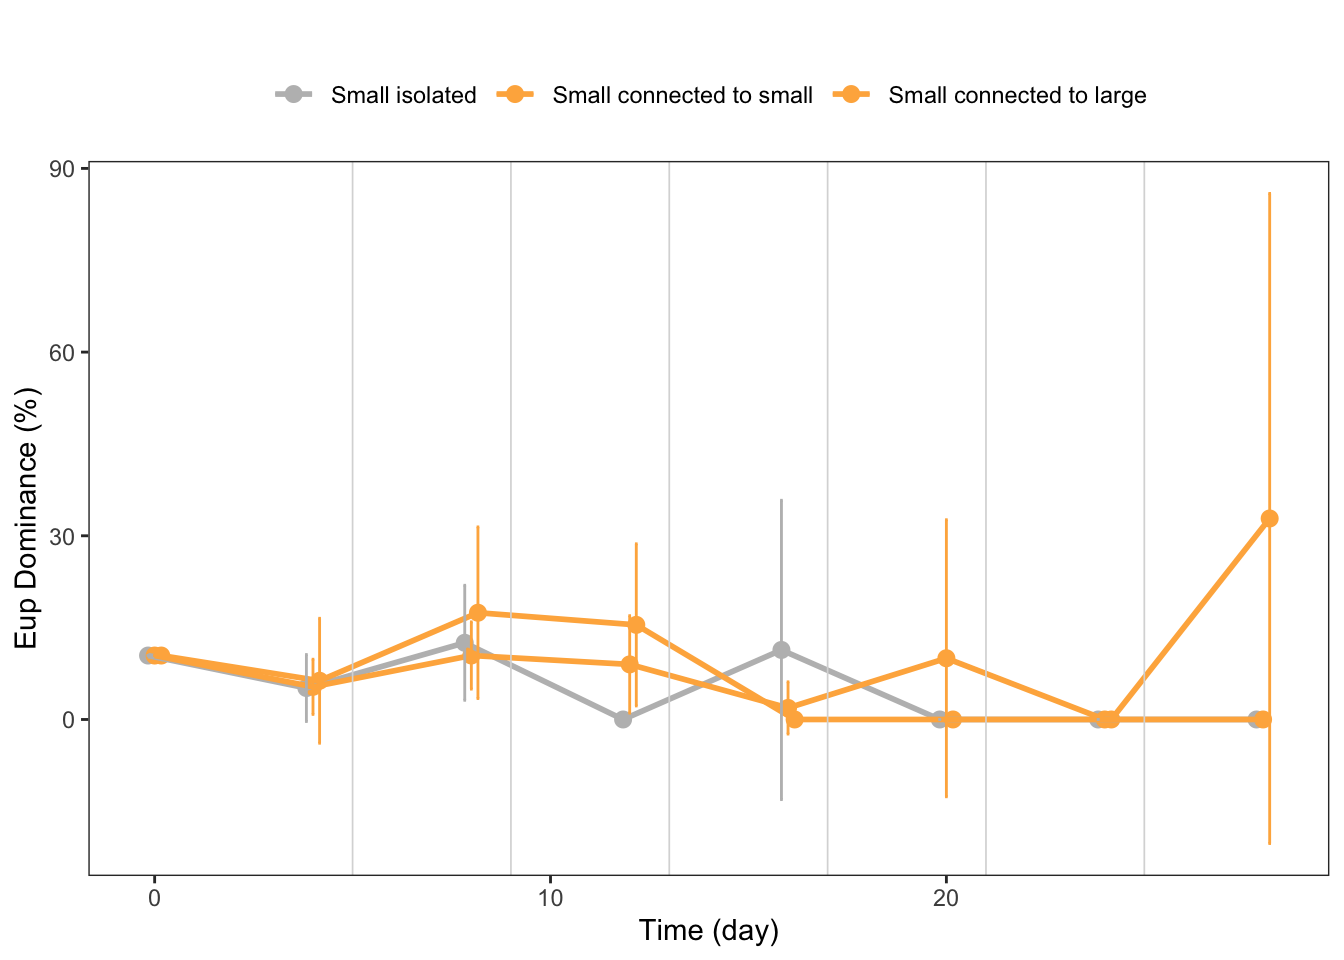 Small isolated Small connected to small Small connected to large
90
60
30
0
Eup Dominance (%)
0 10 20
Time (day)